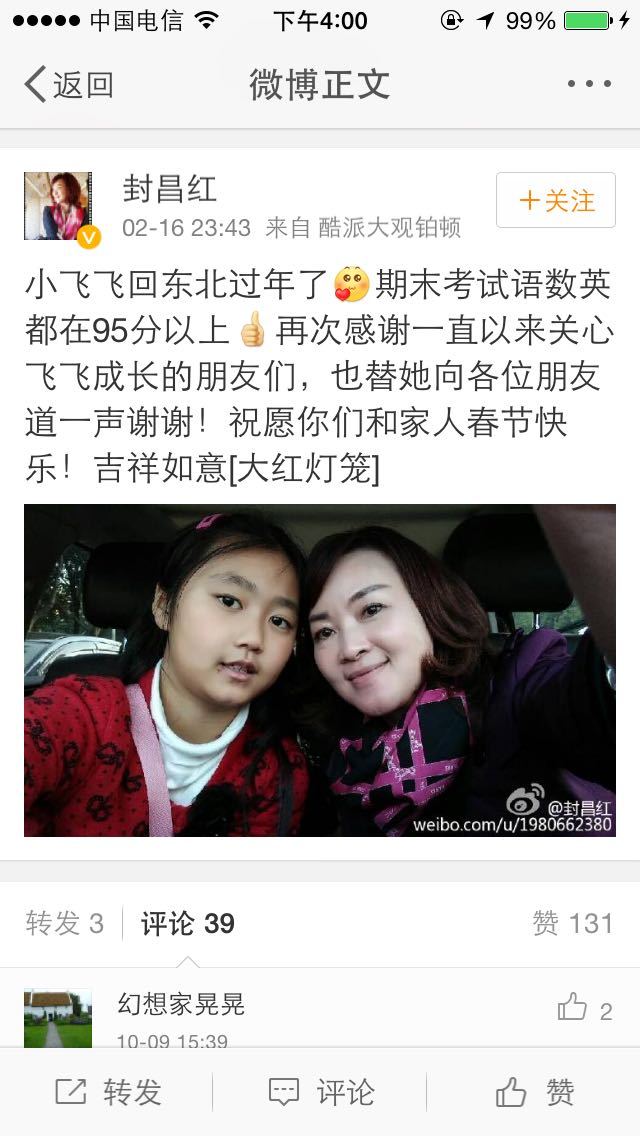 中国电信 下午4:00 99%
返回 微博正文
封昌红
+关注
02-16 23:43 来自 酷派大观铂顿
小飞飞回东北过年了期末考试语数英
都在95分以上再次感谢一直以来关心
飞飞成长的朋友们，也替她向各位朋友
道一声谢谢！祝愿你们和家人春节快
乐！吉祥如意[大红灯笼]
@封昌红
weibo.com/u/1980662380
转发 3 评论 39 赞 131
幻想家晃晃
2
10-09 15:39
转发 评论 赞